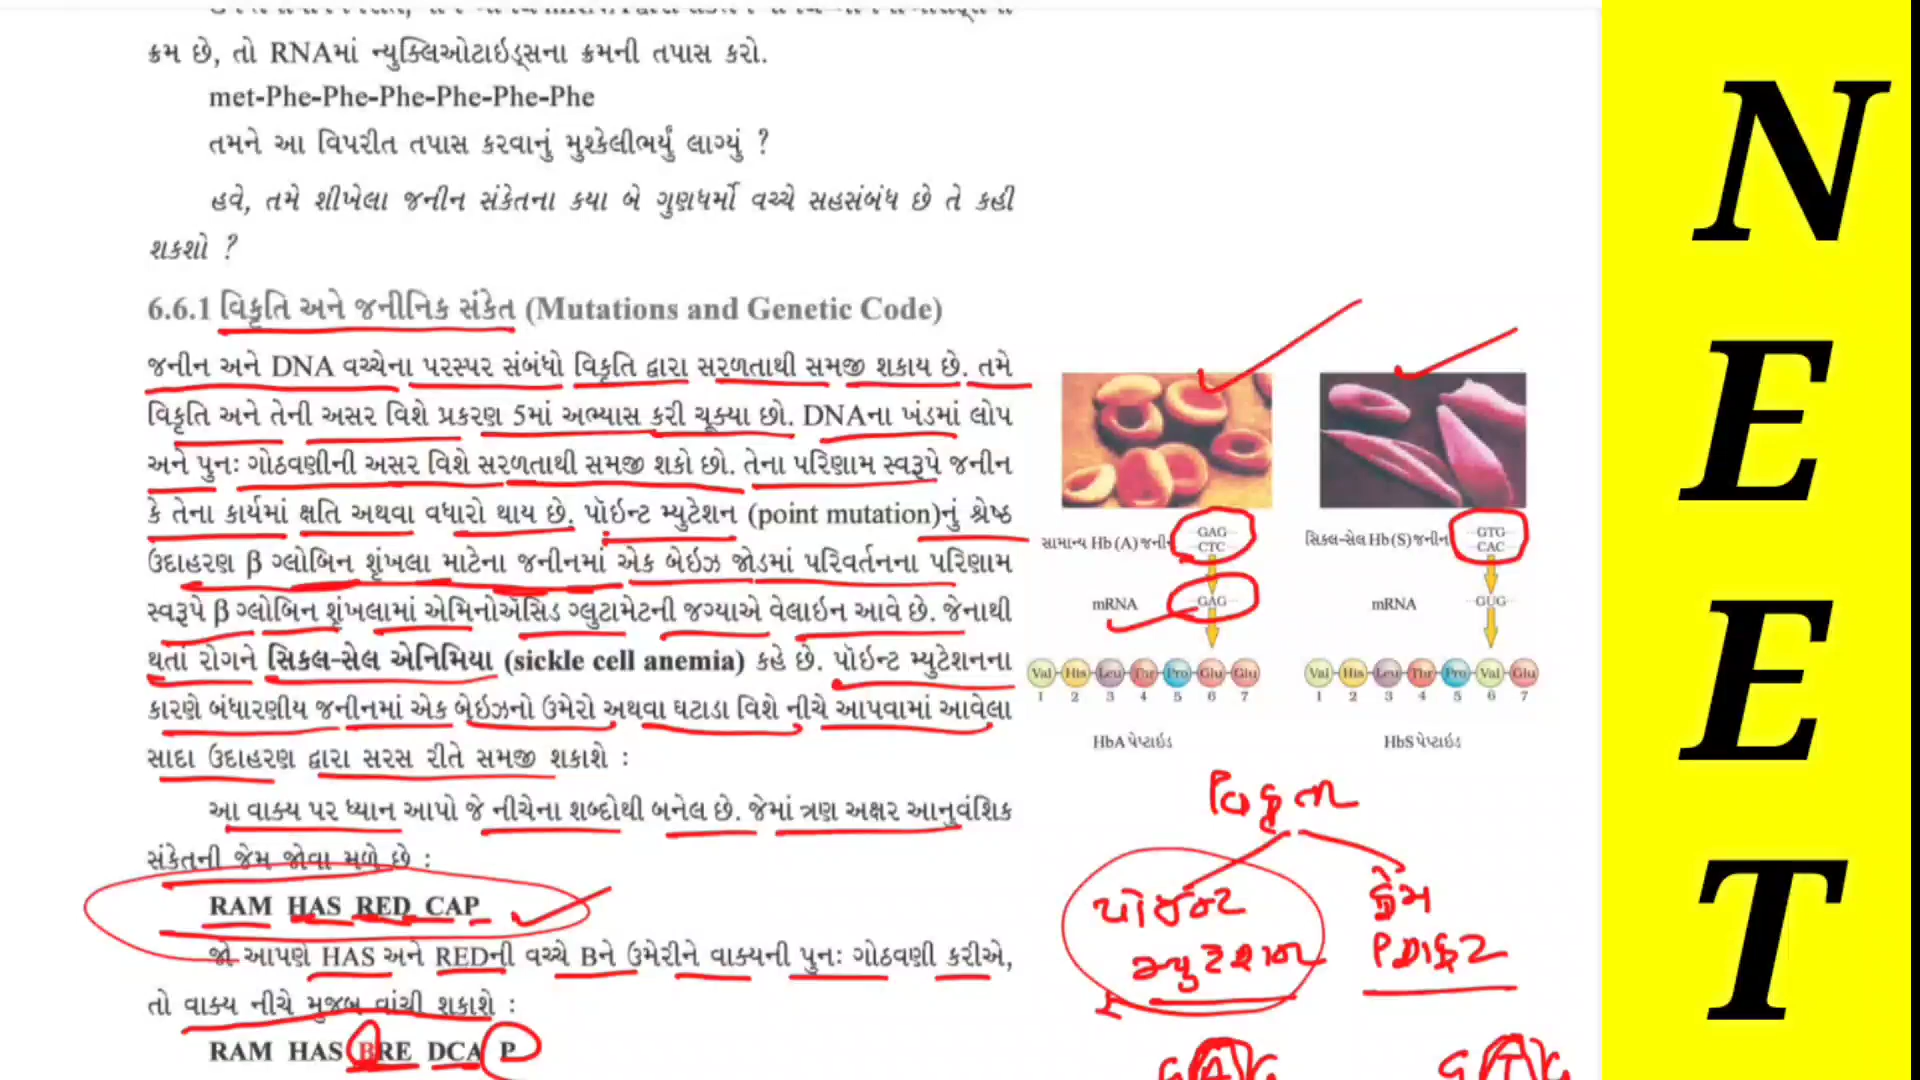 ક્રમ છે, તો RNAમાં ન્યુક્લિઓટાઇડ્સના ક્રમની તપાસ કરો.
met-Phe-Phe-Phe-Phe-Phe-Phe
તમને આ વિપરીત તપાસ કરવાનું મુશ્કેલીભર્યું લાગ્યું ?
હવે, તમે શીખેલા જનીન સંકેતના કયા બે ગુણધર્મો વચ્ચે સહસંબંધ છે તે કહી
શકશો ?
6.6.1 વિકૃતિ અને જનીનિક સંકેત (Mutations and Genetic Code)
જનીન અને DNA વચ્ચેના પરસ્પર સંબંધો વિકૃતિ દ્વારા સરળતાથી સમજી શકાય છે. તમે
વિકૃતિ અને તેની અસર વિશે પ્રકરણ 5માં અભ્યાસ કરી ચૂક્યા છો. DNAના ખંડમાં લોપ
અને પુનઃ ગોઠવણીની અસર વિશે સરળતાથી સમજી શકો છો. તેના પરિણામ સ્વરૂપે જનીન
કે તેના કાર્યમાં ક્ષતિ અથવા વધારો થાય છે. પૉઇન્ટ મ્યુટેશન (point mutation)નું શ્રેષ્ઠ
ઉદાહરણ β ગ્લોબિન શૃંખલા માટેના જનીનમાં એક બેઇઝ જોડમાં પરિવર્તનના પરિણામ
સ્વરૂપે β ગ્લોબિન શૃંખલામાં એમિનોઍસિડ ગ્લુટામેટની જગ્યાએ વેલાઇન આવે છે. જેનાથી
થતાં રોગને સિકલ-સેલ એનિમિયા (sickle cell anemia) કહે છે. પૉઇન્ટ મ્યુટેશનના
કારણે બંધારણીય જનીનમાં એક બેઇઝનો ઉમેરો અથવા ઘટાડા વિશે નીચે આપવામાં આવેલા
સાદા ઉદાહરણ દ્વારા સરસ રીતે સમજી શકાશે :
આ વાક્ય પર ધ્યાન આપો જે નીચેના શબ્દોથી બનેલ છે. જેમાં ત્રણ અક્ષર આનુવંશિક
સંકેતની જેમ જોવા મળે છે :
RAM HAS RED CAP
જો આપણે HAS અને REDની વચ્ચે Bને ઉમેરીને વાક્યની પુનઃ ગોઠવણી કરીએ,
તો વાક્ય નીચે મુજબ વાંચી શકાશે :
RAM HAS BRE DCA P
સામાન્ય Hb (A) જનીન
GAG
CTC
mRNA
GAG
Val His Leu Thr Pro Glu Glu
1 2 3 4 5 6 7
HbA પેપ્ટાઇડ
સિકલ-સેલ Hb (S) જનીન
GTG
CAC
mRNA
GUG
Val His Leu Thr Pro Val Glu
1 2 3 4 5 6 7
HbS પેપ્ટાઇડ
પોઈન્ટ
મ્યુટેશન
ફ્રેમ
GAG
GTG
N
E
E
T